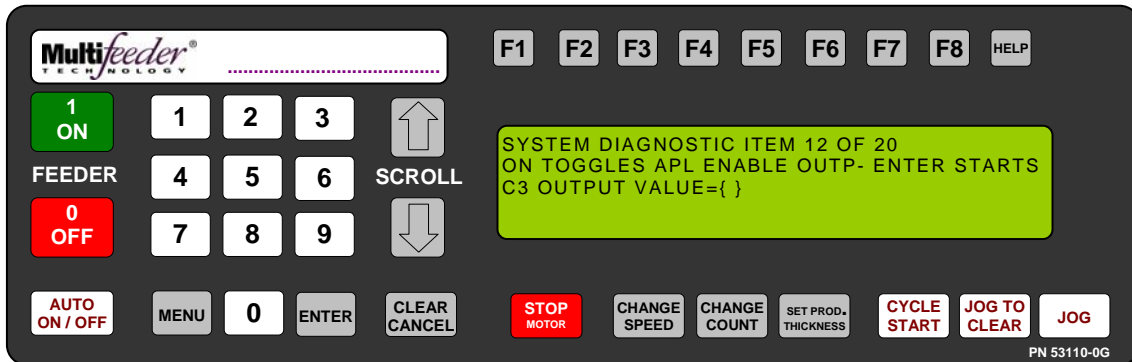 Multifeeder®
TECHNOLOGY
F1 F2 F3 F4 F5 F6 F7 F8 HELP
1
ON
FEEDER
0
OFF
1 2 3
4 5 6
7 8 9
SCROLL
SYSTEM DIAGNOSTIC ITEM 12 OF 20
ON TOGGLES APL ENABLE OUTP- ENTER STARTS
C3 OUTPUT VALUE={ }
AUTO
ON / OFF
MENU
0
ENTER
CLEAR
CANCEL
STOP
MOTOR
CHANGE
SPEED
CHANGE
COUNT
SET PROD.
THICKNESS
CYCLE
START
JOG TO
CLEAR
JOG
PN 53110-0G